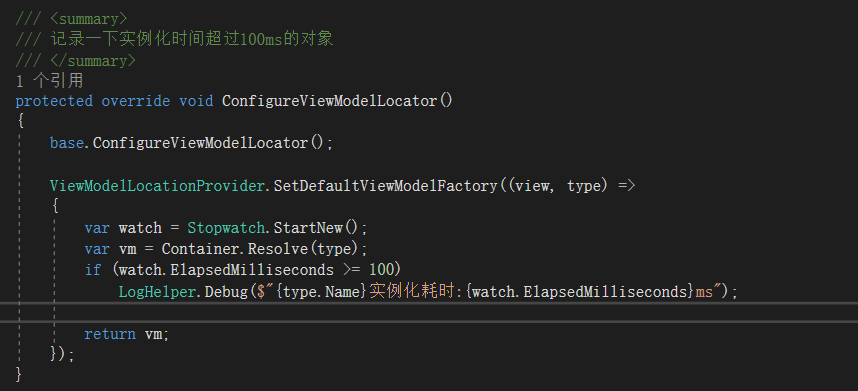 /// <summary>
/// 记录一下实例化时间超过100ms的对象
/// </summary>
1 个引用
protected override void ConfigureViewModelLocator()
{
    base.ConfigureViewModelLocator();

    ViewModelLocationProvider.SetDefaultViewModelFactory((view, type) =>
    {
        var watch = Stopwatch.StartNew();
        var vm = Container.Resolve(type);
        if (watch.ElapsedMilliseconds >= 100)
            LogHelper.Debug($"{type.Name}实例化耗时:{watch.ElapsedMilliseconds}ms");

        return vm;
    });
}